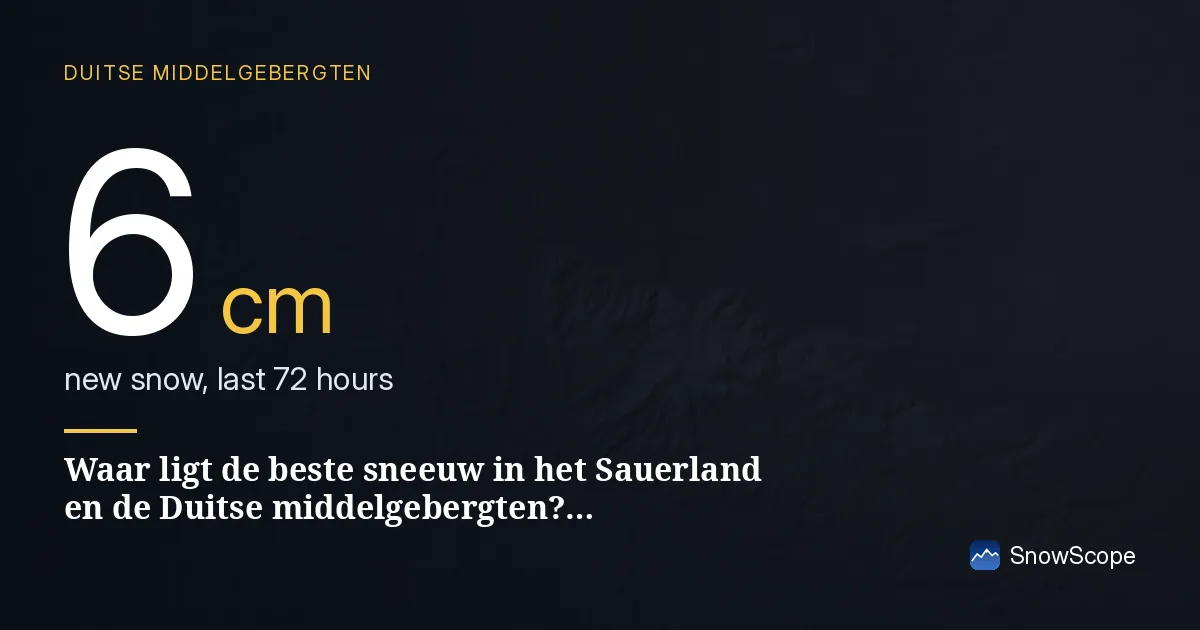 DUITSE MIDDELGEBERGTEN
6 cm
new snow, last 72 hours
Waar ligt de beste sneeuw in het Sauerland
en de Duitse middelgebergten?...
SnowScope